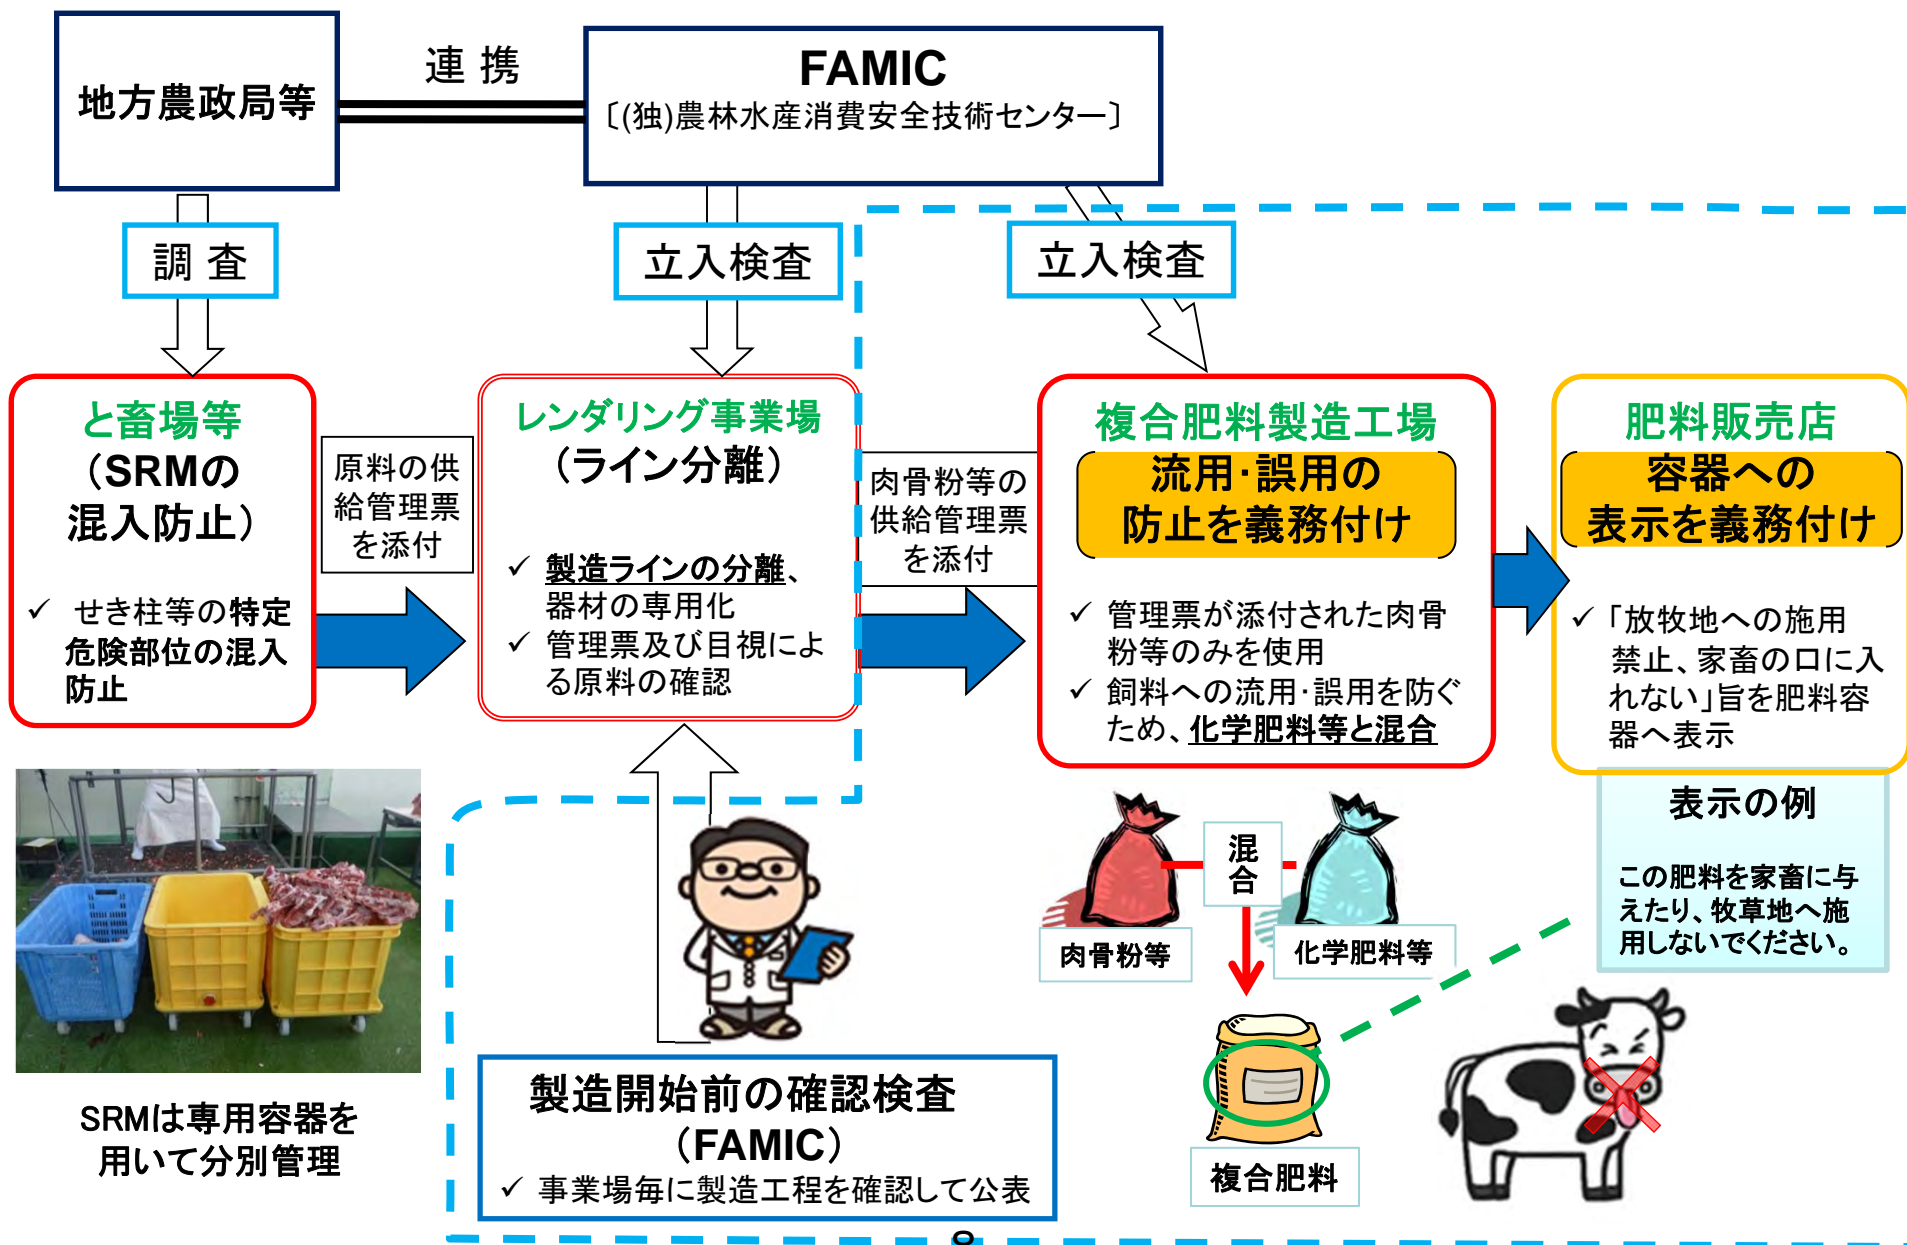 地方農政局等
連 携
FAMIC
〔(独)農林水産消費安全技術センター〕
調 査
立入検査
立入検査
と畜場等
(SRMの
混入防止)
✓ せき柱等の特定
危険部位の混入
防止
原料の供
給管理票
を添付
レンダリング事業場
(ライン分離)
✓ 製造ラインの分離、
器材の専用化
✓ 管理票及び目視によ
る原料の確認
肉骨粉等の
供給管理票
を添付
複合肥料製造工場
流用・誤用の
防止を義務付け
✓ 管理票が添付された肉骨
粉等のみを使用
✓ 飼料への流用・誤用を防ぐ
ため、化学肥料等と混合
肥料販売店
容器への
表示を義務付け
✓ 「放牧地への施用
禁止、家畜の口に入
れない」旨を肥料容
器へ表示
SRMは専用容器を
用いて分別管理
製造開始前の確認検査
(FAMIC)
✓ 事業場毎に製造工程を確認して公表
混
合
肉骨粉等
化学肥料等
複合肥料
表示の例
この肥料を家畜に与
えたり、牧草地へ施
用しないでください。